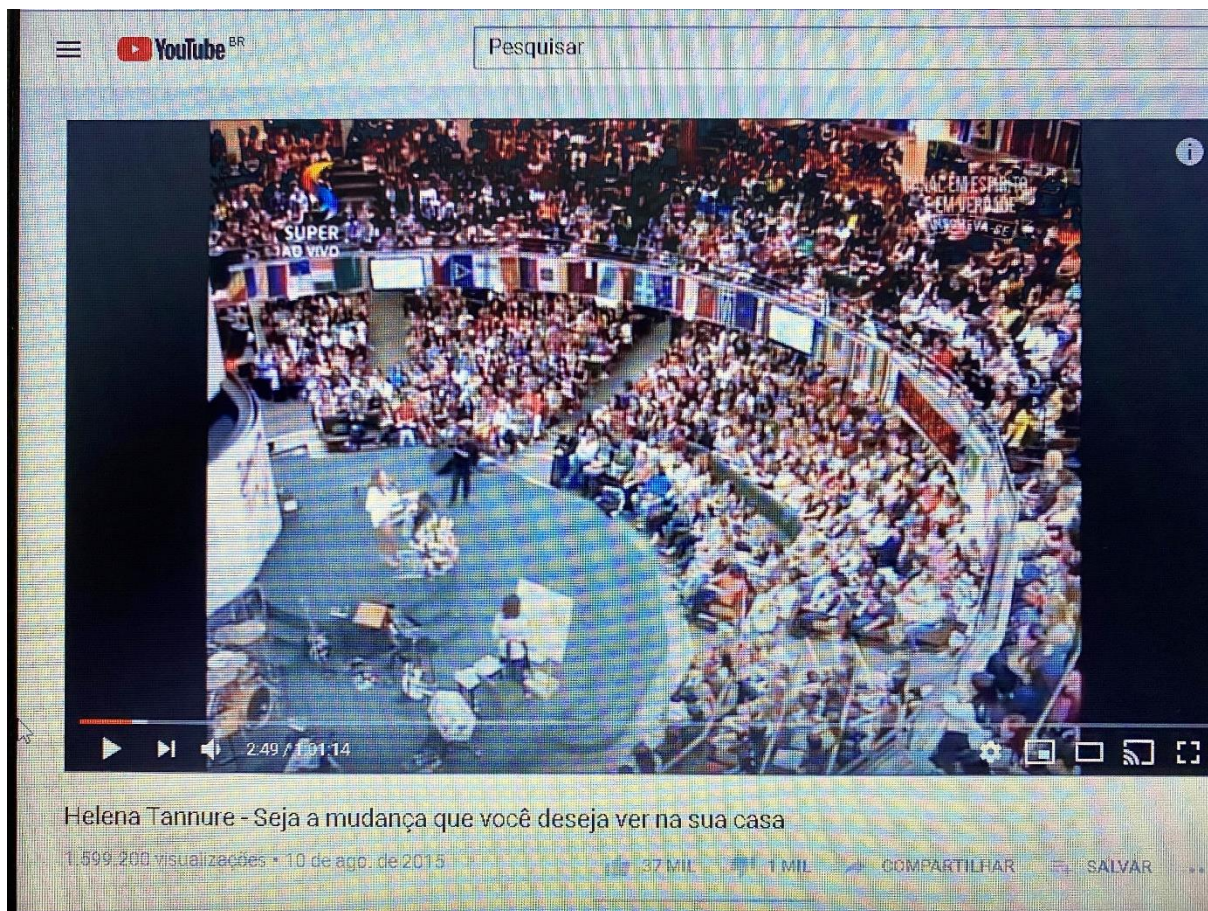 YouTube BR
Pesquisar
SUPER
AO VIVO
EM ESPÍRITO
E EM VERDADE
INSCREVA-SE
2:49 / 1:01:14
Helena Tannure - Seja a mudança que você deseja ver na sua casa
1.599.200 visualizações • 10 de ago. de 2015
37 MIL
1 MIL
COMPARTILHAR
SALVAR